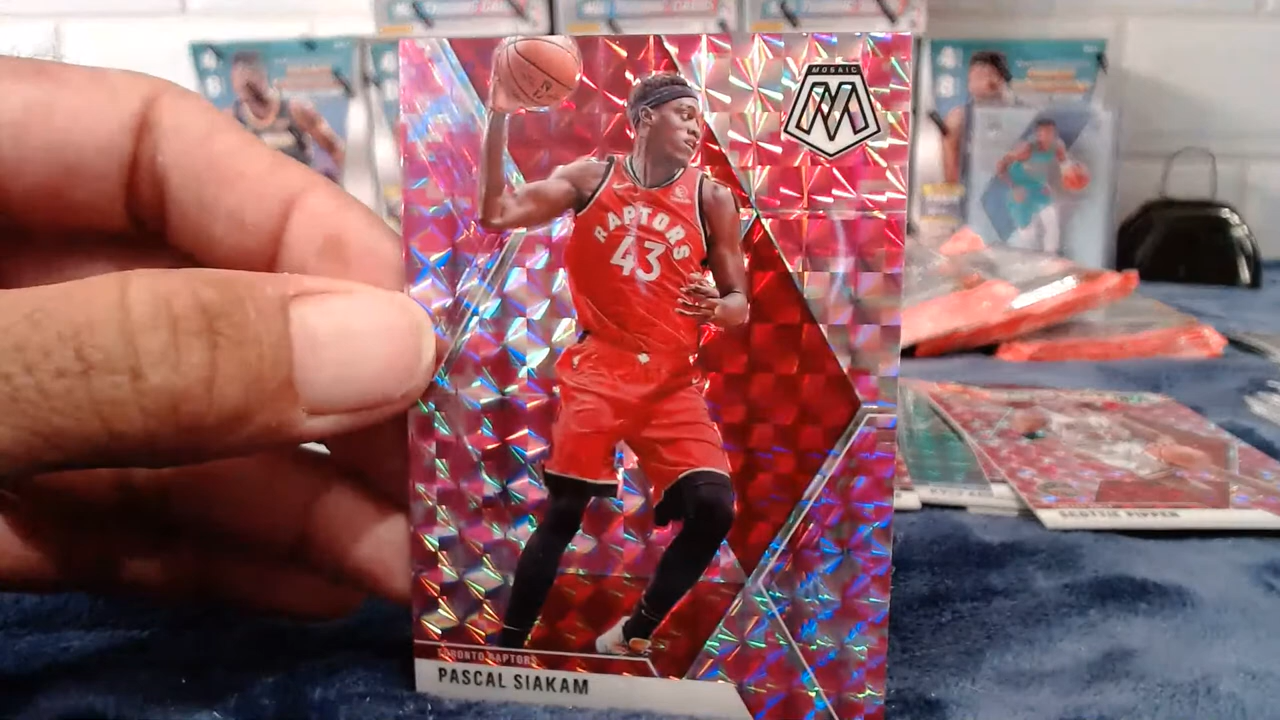 MOSAIC
RAPTORS
43
TORONTO RAPTORS
PASCAL SIAKAM
SCOTTIE PIPPEN